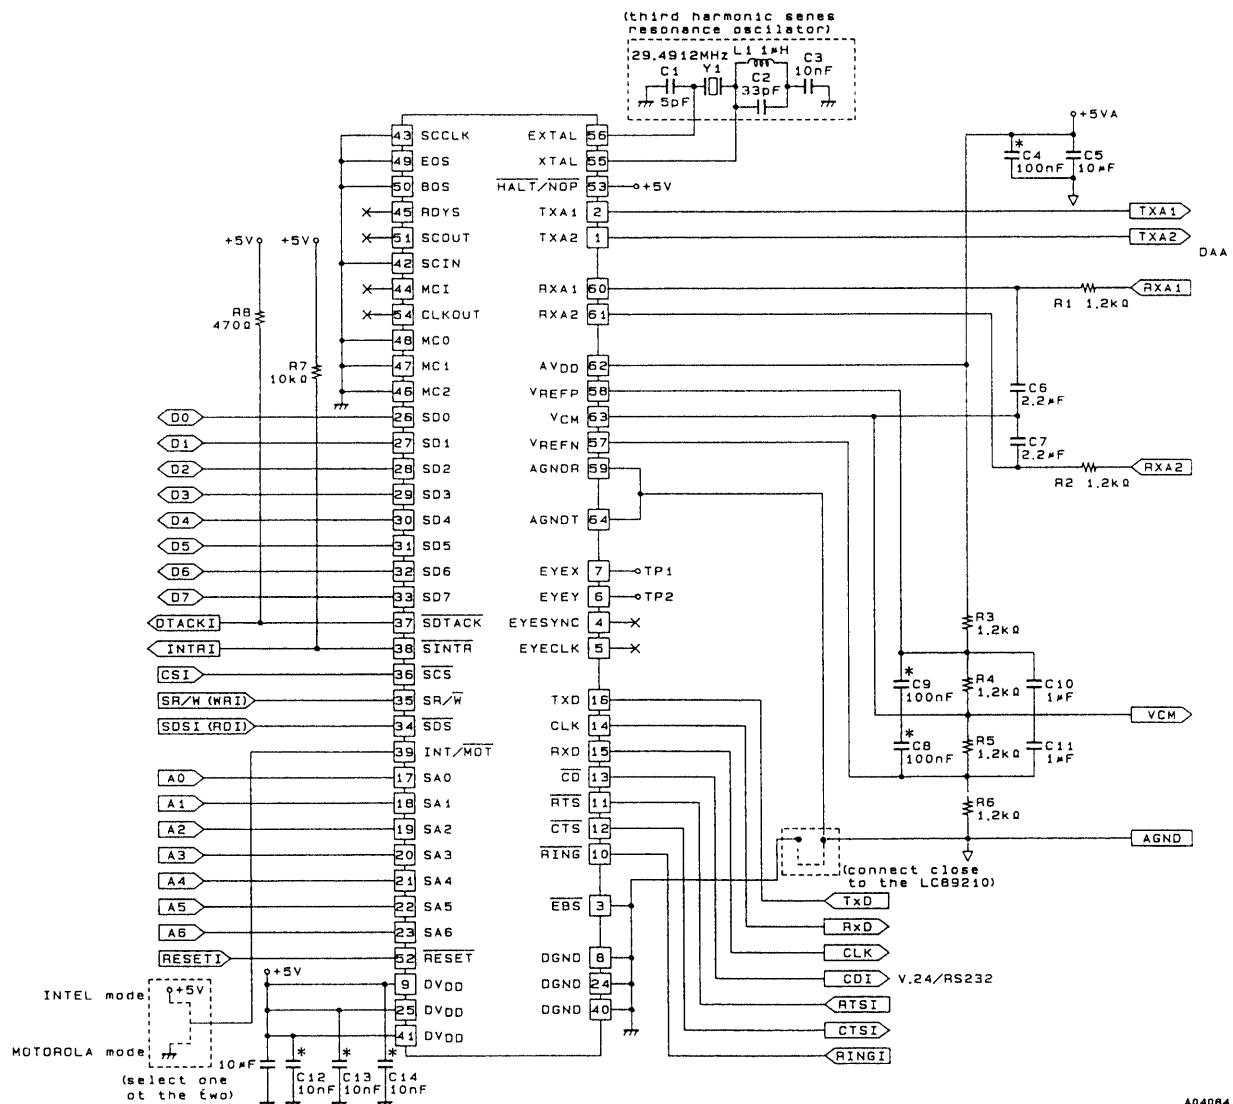 (third harmonic senes
resonance oscilator)
29.4912MHz
L1 1μH
C1
5pF
Y1
C2
33pF
C3
10nF
+5VA
*
C4
100nF
C5
10μF
43 SCCLK
49 EOS
50 BOS
45 RDYS
51 SCOUT
42 SCIN
44 MCI
54 CLKOUT
48 MC0
47 MC1
46 MC2
EXTAL 56
XTAL 55
HALT/NOP 53
+5V
TXA1 2
TXA2 1
RXA1 60
RXA2 61
AVDD 62
VREFP 58
VCM 63
VREFN 57
AGNDR 59
AGNDT 64
EYEX 7
TP1
EYEY 6
TP2
EYESYNC 4
EYECLK 5
TXD 16
CLK 14
RXD 15
CD 13
RTS 11
CTS 12
RING 10
EBS 3
DGND 8
DGND 24
DGND 40
TXA1
TXA2
DAA
RXA1
R1 1.2kΩ
C6
2.2μF
C7
2.2μF
RXA2
R2 1.2kΩ
+5V
+5V
R8
470Ω
R7
10kΩ
D0 26 SD0
D1 27 SD1
D2 28 SD2
D3 29 SD3
D4 30 SD4
D5 31 SD5
D6 32 SD6
D7 33 SD7
DTACKI 37 SDTACK
INTRI 38 SINTR
CSI 36 SCS
SR/W (WRI) 35 SR/W
SDSI (RDI) 34 SDS
39 INT/MOT
A0 17 SA0
A1 18 SA1
A2 19 SA2
A3 20 SA3
A4 21 SA4
A5 22 SA5
A6 23 SA6
RESETI 52 RESET
9 DVDD
25 DVDD
41 DVDD
R3
1.2kΩ
*
C9
100nF
R4
1.2kΩ
C10
1μF
VCM
*
C8
100nF
R5
1.2kΩ
C11
1μF
R6
1.2kΩ
AGND
(connect close
to the LC89210)
TxD
RxD
CLK
CDI
V.24/RS232
RTSI
CTSI
RINGI
+5V
INTEL mode
+5V
MOTOROLA mode
(select one
ot the two)
10μF
*
C12
10nF
*
C13
10nF
*
C14
10nF
A04084